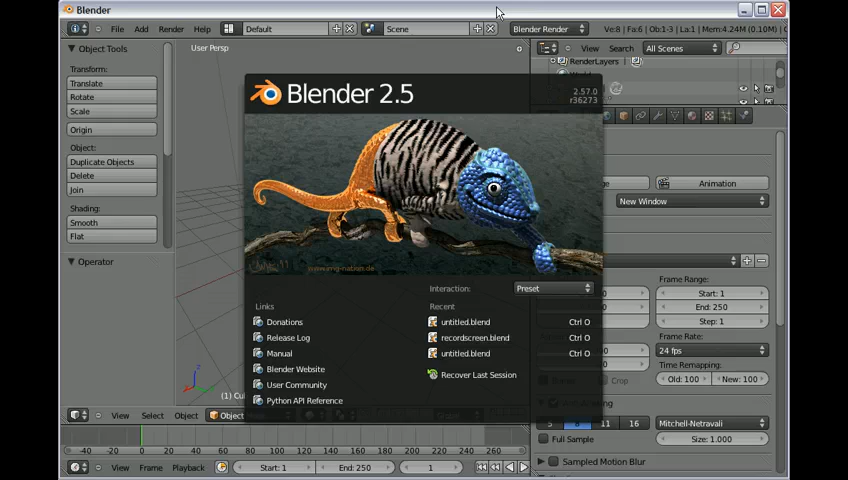 Blender
File Add Render Help Default Scene Blender Render Ve:8 | Fa:6 | Ob:1-3 | La:1 | Mem:4.24M (0.10M)
Object Tools
User Persp
View Search All Scenes
RenderLayers
Transform:
Translate
Rotate
Scale
Origin
Object:
Duplicate Objects
Delete
Join
Shading:
Smooth
Flat
Operator
Blender 2.5
2.57.0
r36273
www.img-nation.de
Interaction: Preset
Links
Donations
Release Log
Manual
Blender Website
User Community
Python API Reference
Recent
untitled.blend Ctrl O
recordscreen.blend Ctrl O
untitled.blend Ctrl O
Recover Last Session
Animation
New Window
Frame Range:
Start: 1
End: 250
Step: 1
Frame Rate:
24 fps
Time Remapping:
Old: 100 New: 100
Crop
5 8 11 16 Mitchell-Netravali
Full Sample Size: 1.000
Sampled Motion Blur
View Select Object
-40 -20 0 20 40 60 80 100 120 140 160 180 200 220 240 260
View Frame Playback Start: 1 End: 250 1